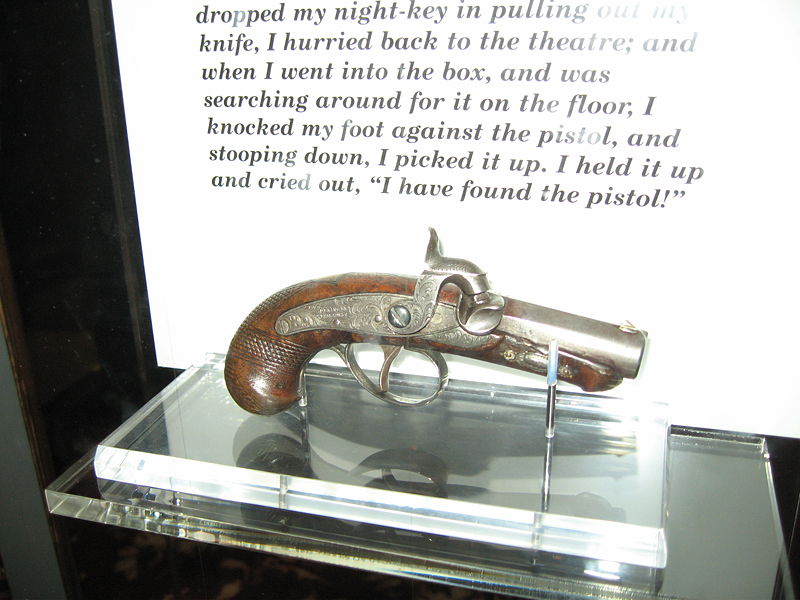 dropped my night-key in pulling out my
knife, I hurried back to the theatre; and
when I went into the box, and was
searching around for it on the floor, I
knocked my foot against the pistol, and
stooping down, I picked it up. I held it up
and cried out, “I have found the pistol!”